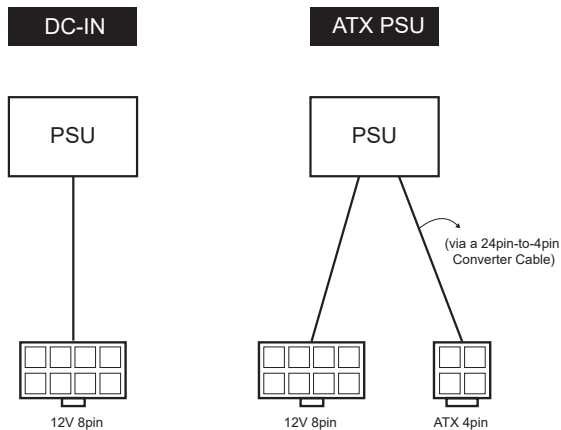 DC-IN
ATX PSU
PSU
PSU
(via a 24pin-to-4pin
Converter Cable)
12V 8pin
12V 8pin
ATX 4pin